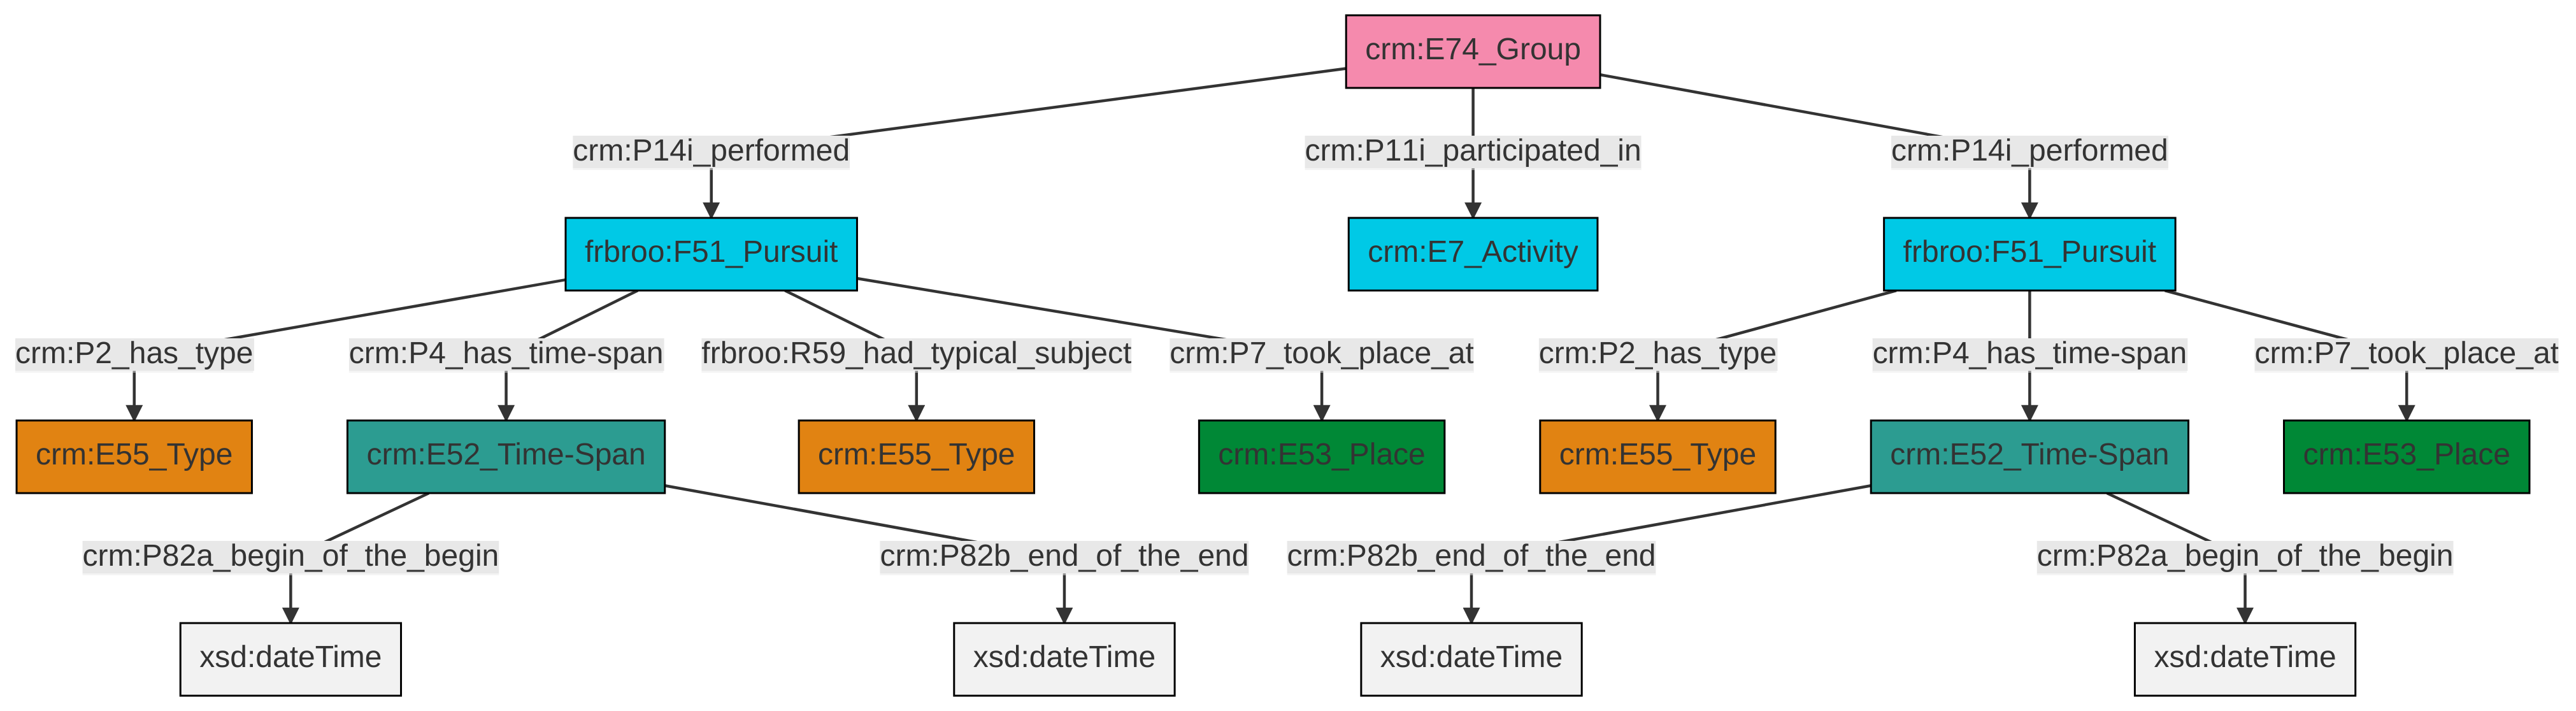 crm:E74_Group
crm:P14i_performed
crm:P11i_participated_in
crm:P14i_performed
frbroo:F51_Pursuit
crm:E7_Activity
frbroo:F51_Pursuit
crm:P2_has_type
crm:P4_has_time-span
frbroo:R59_had_typical_subject
crm:P7_took_place_at
crm:P2_has_type
crm:P4_has_time-span
crm:P7_took_place_at
crm:E55_Type
crm:E52_Time-Span
crm:E55_Type
crm:E53_Place
crm:E55_Type
crm:E52_Time-Span
crm:E53_Place
crm:P82a_begin_of_the_begin
crm:P82b_end_of_the_end
crm:P82b_end_of_the_end
crm:P82a_begin_of_the_begin
xsd:dateTime
xsd:dateTime
xsd:dateTime
xsd:dateTime